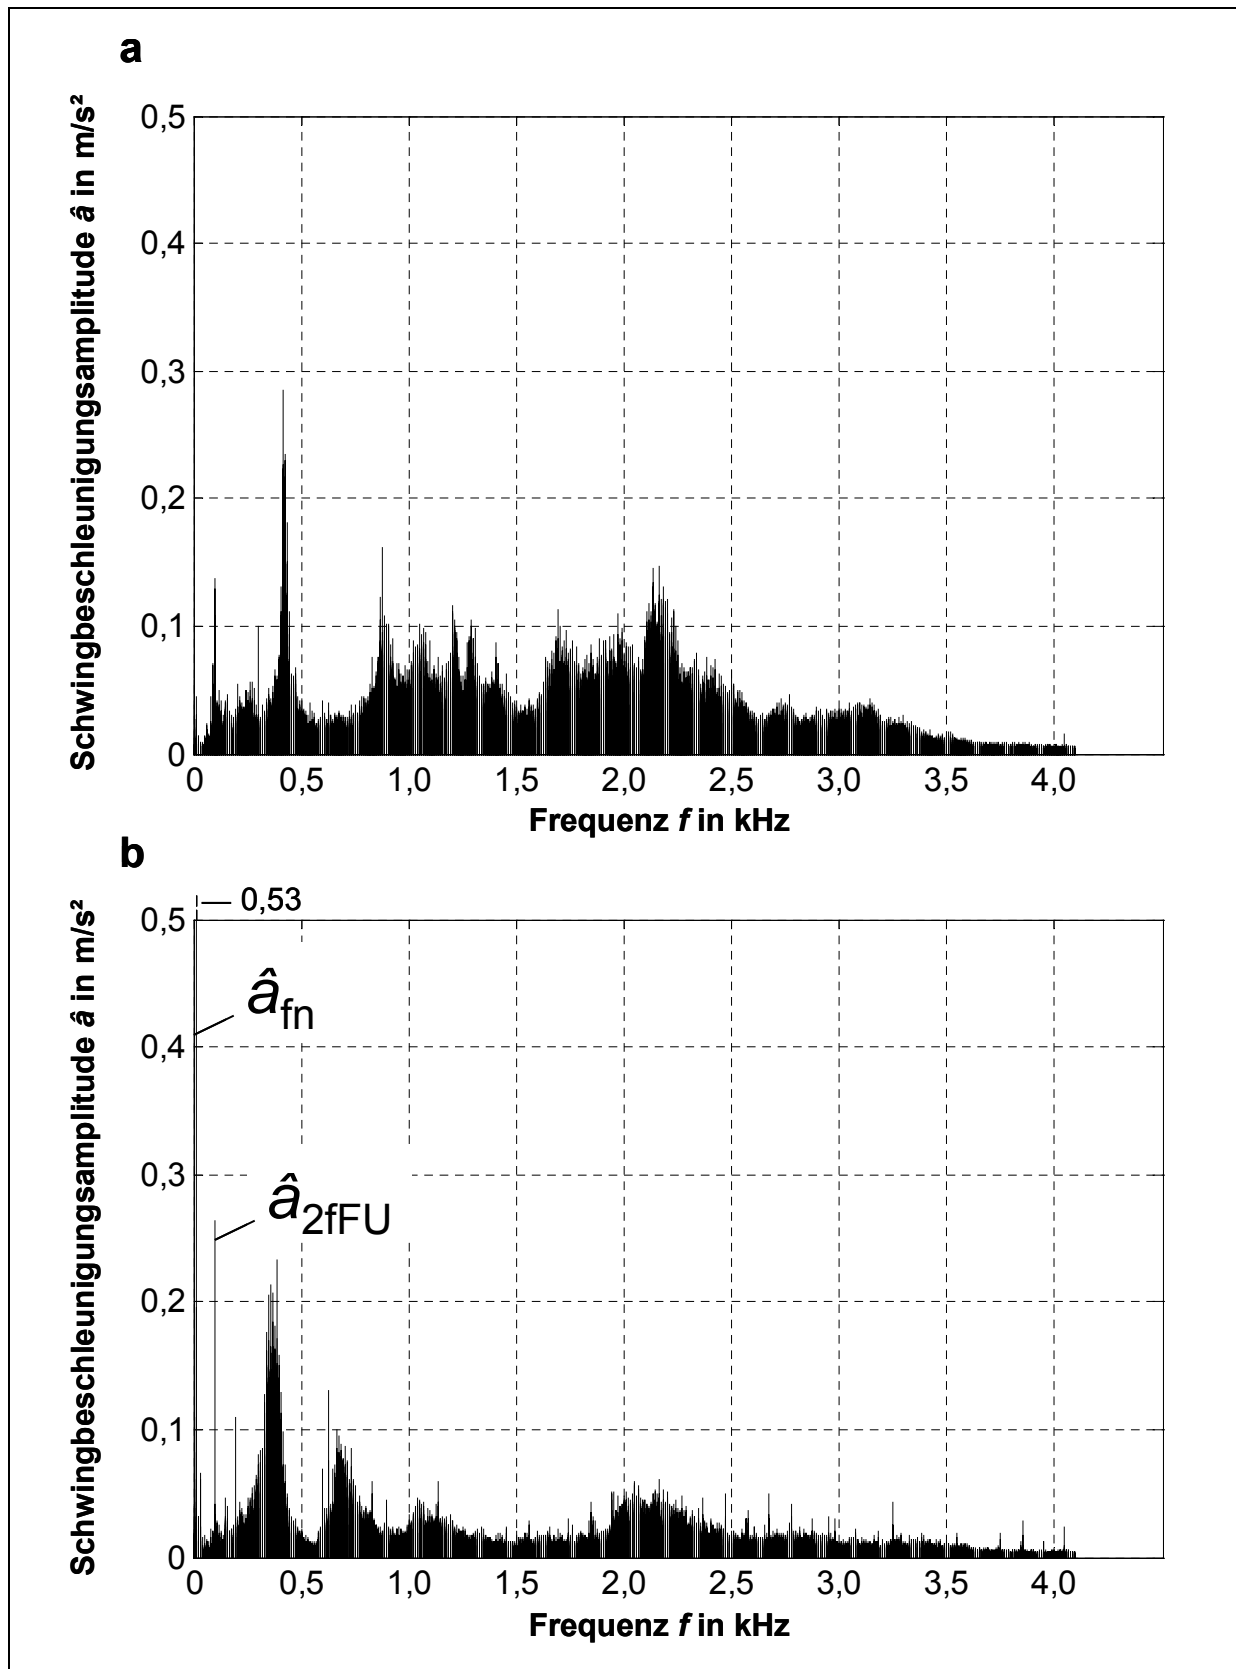 a
Schwingbeschleunigungsamplitude â in m/s²
0,5
0,4
0,3
0,2
0,1
0
0 0,5 1,0 1,5 2,0 2,5 3,0 3,5 4,0
Frequenz f in kHz
b
Schwingbeschleunigungsamplitude â in m/s²
0,53
0,5
â fn
0,4
0,3
â 2fFU
0,2
0,1
0
0 0,5 1,0 1,5 2,0 2,5 3,0 3,5 4,0
Frequenz f in kHz